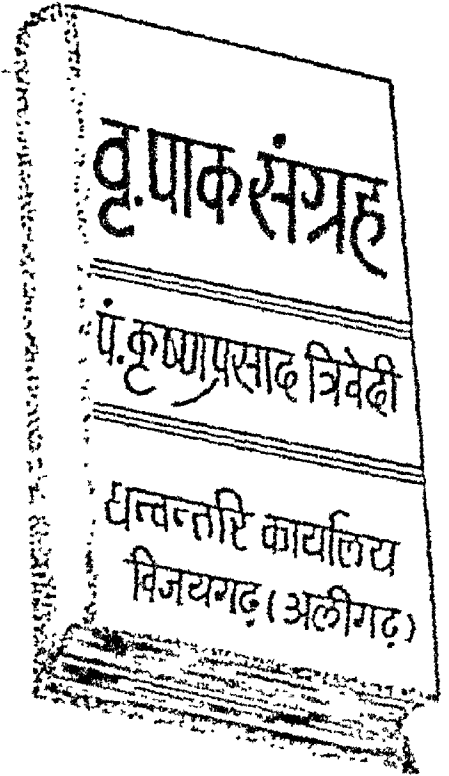 वृ. पाक संग्रह
पं. कृष्णप्रसाद त्रिवेदी
धन्वन्तरि कार्यालय
विजयगढ़ (अलीगढ़)